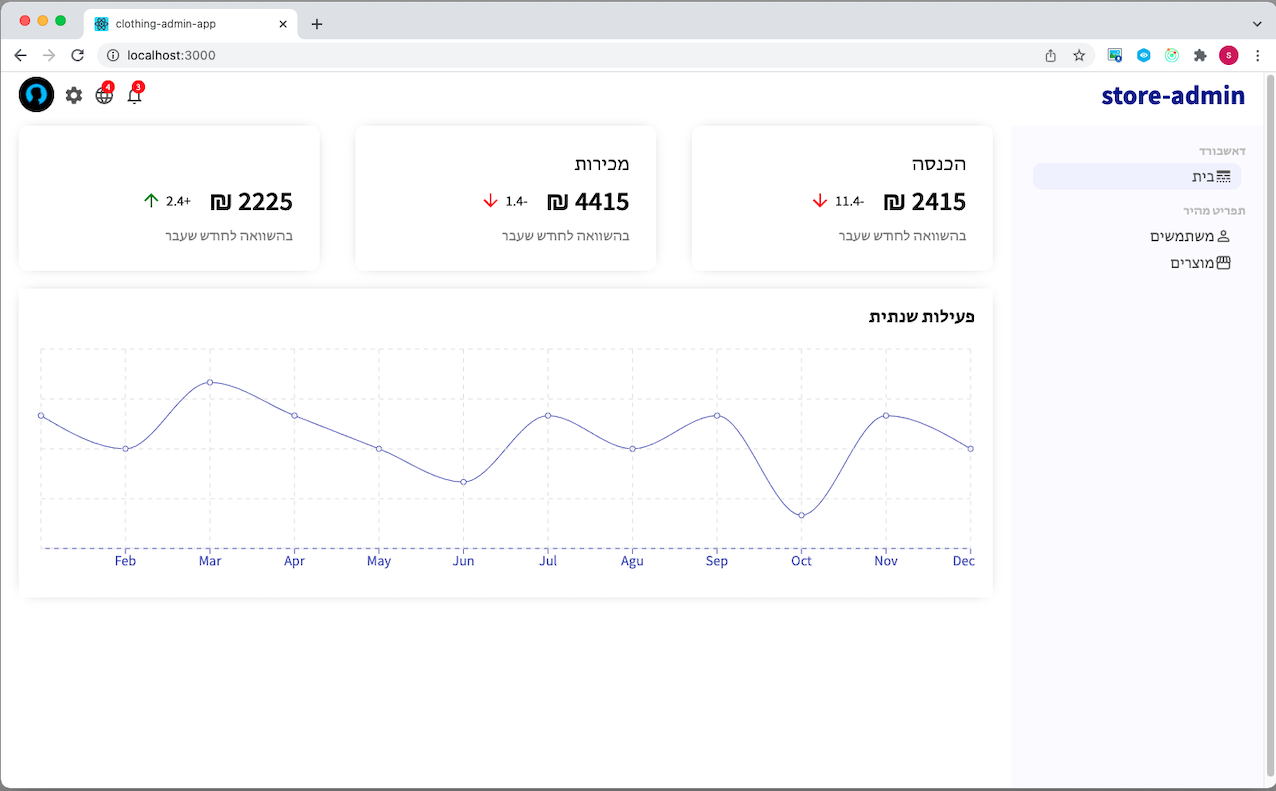 clothing-admin-app
localhost:3000
S
store-admin
4
3
דאשבורד
בית
תפריט מהיר
משתמשים
מוצרים
הכנסה
₪ 2415
11.4-
בהשוואה לחודש שעבר
מכירות
₪ 4415
1.4-
בהשוואה לחודש שעבר
₪ 2225
2.4+
בהשוואה לחודש שעבר
פעילות שנתית
Feb Mar Apr May Jun Jul Agu Sep Oct Nov Dec